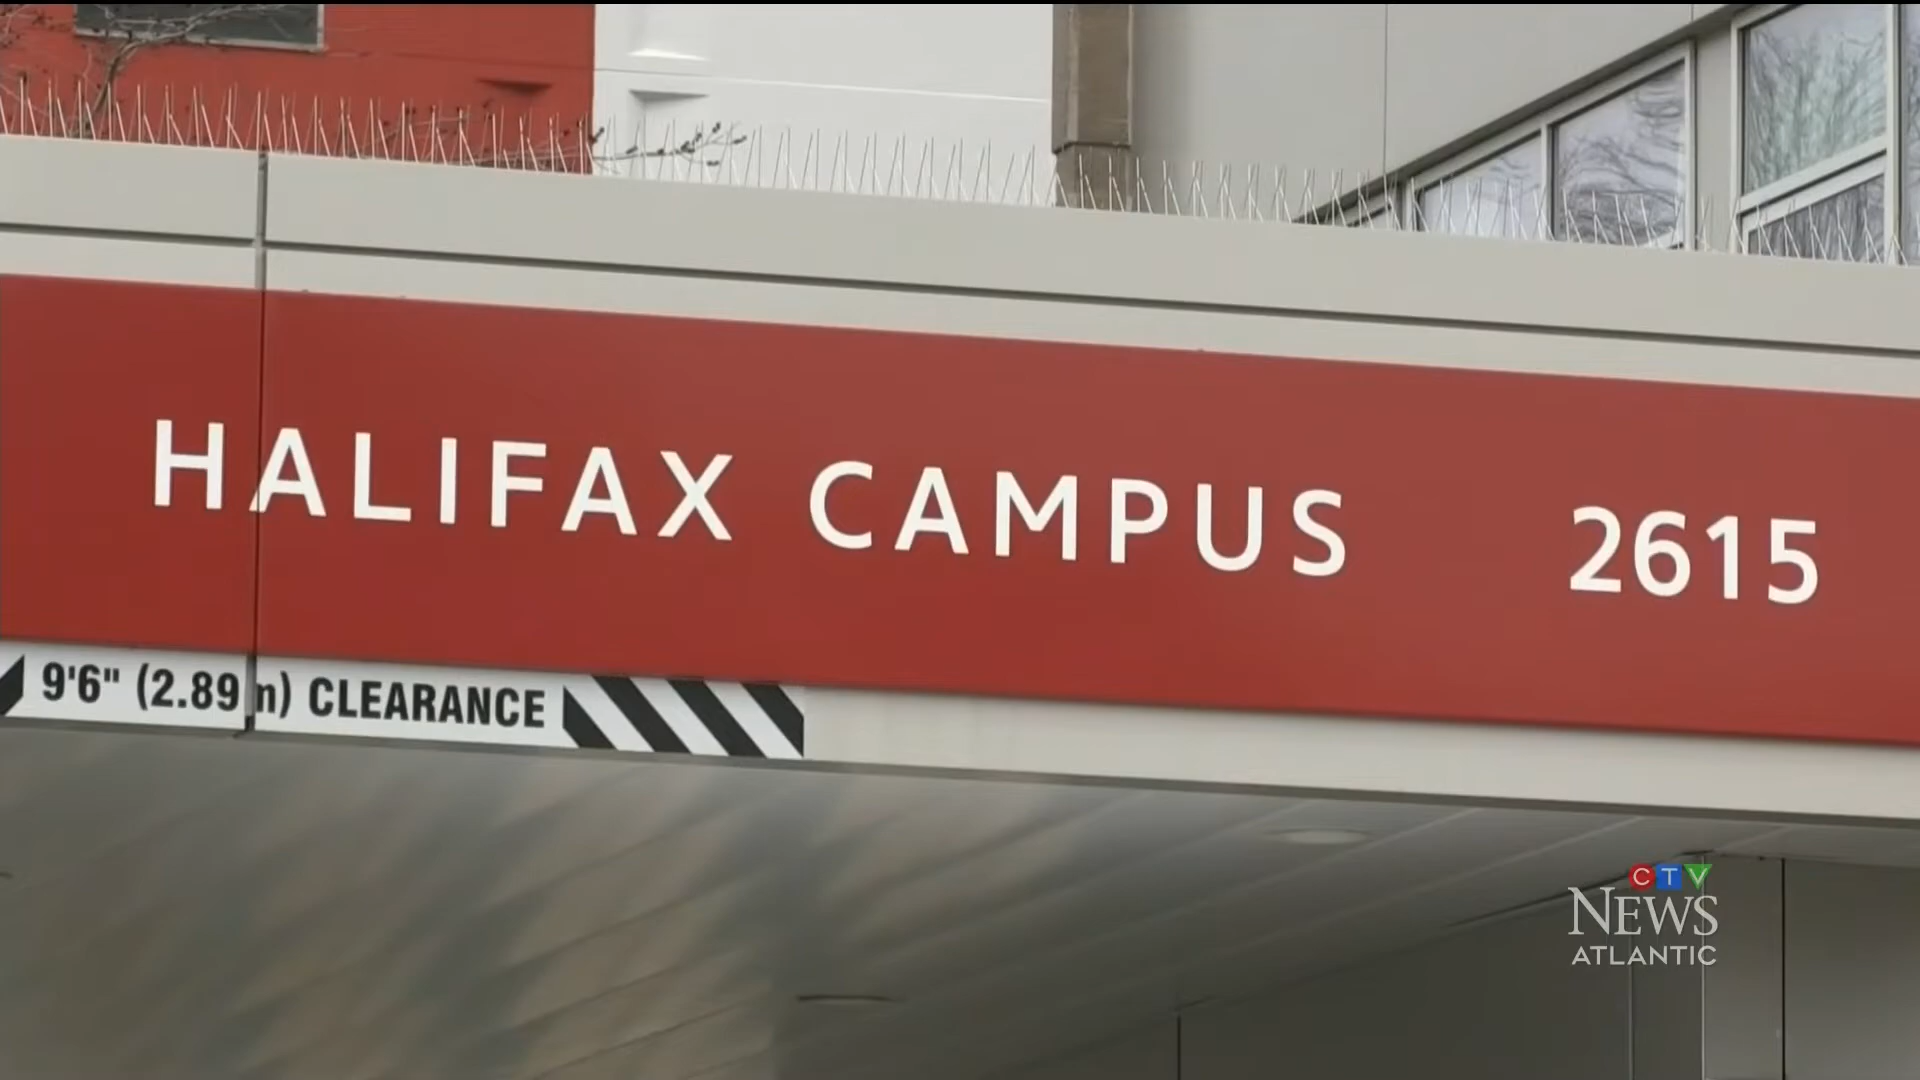 HALIFAX CAMPUS 2615
9'6" (2.89 m) CLEARANCE
CTV
NEWS
ATLANTIC